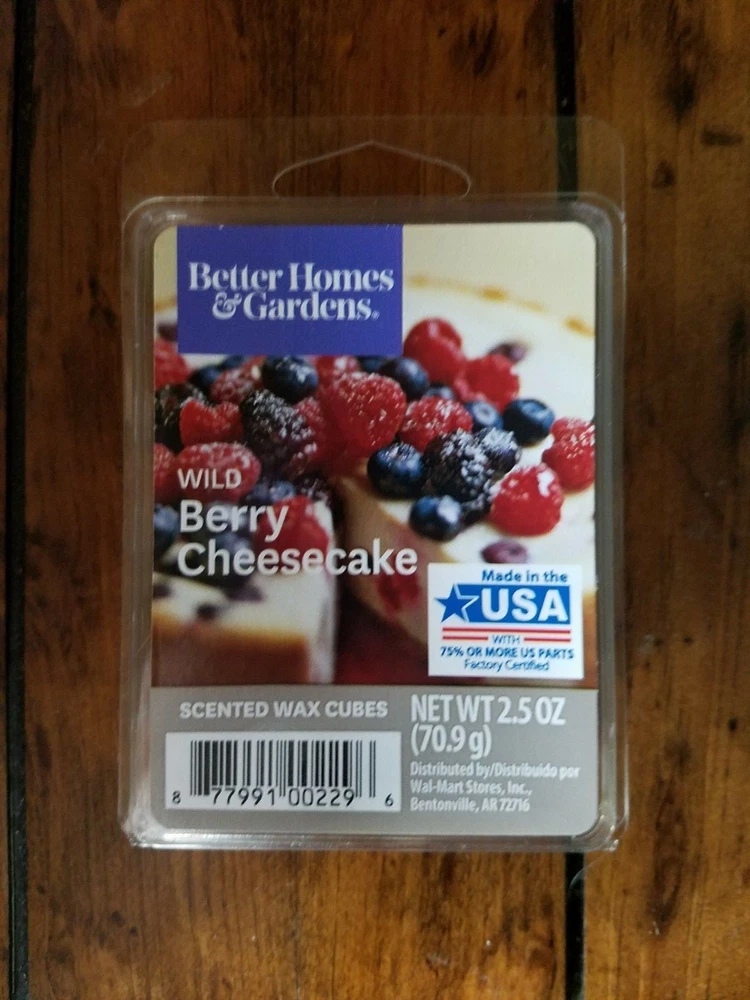 Better Homes
& Gardens®
WILD
Berry
Cheesecake
Made in the
USA
WITH
75% OR MORE US PARTS
Factory Certified
SCENTED WAX CUBES
NET WT 2.5 OZ
(70.9 g)
Distributed by/Distribuido por
Wal-Mart Stores, Inc.,
Bentonville, AR 72716
8 77991 00229 6